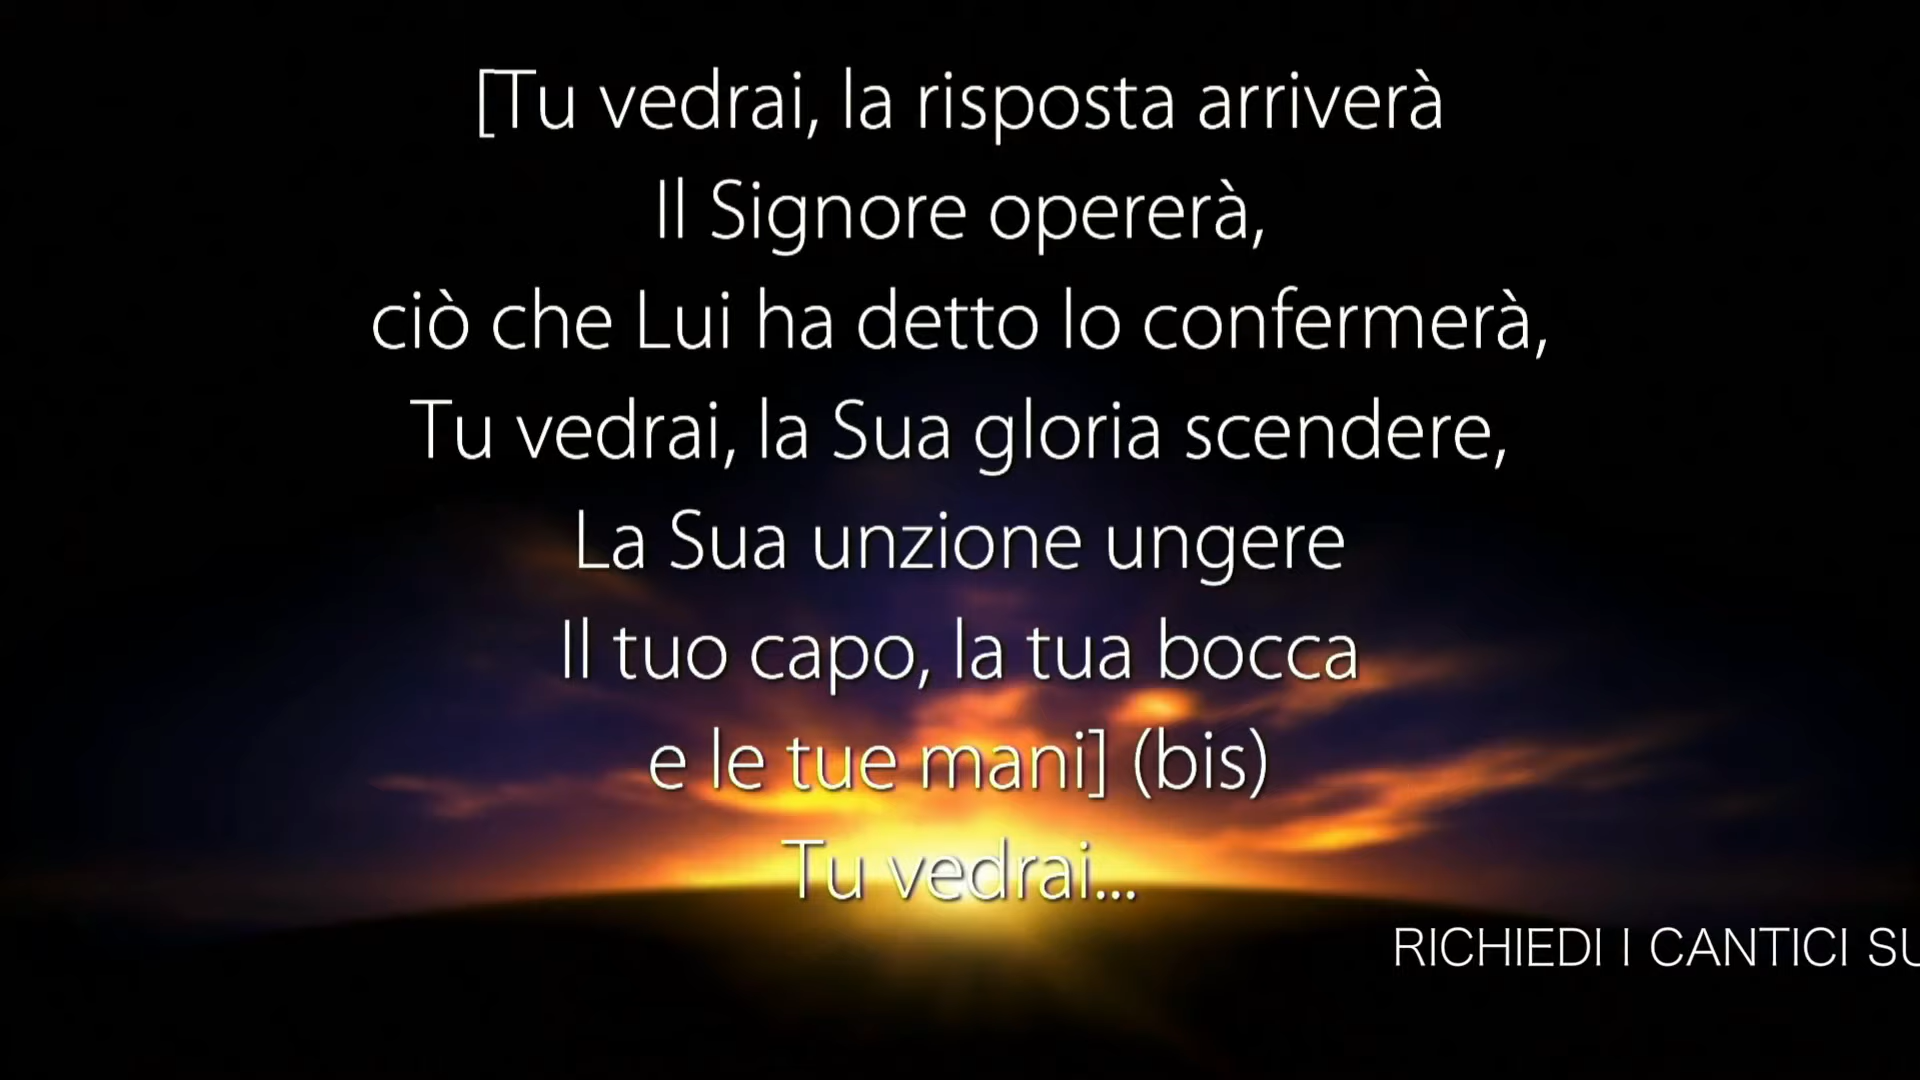 [Tu vedrai, la risposta arriverà
Il Signore opererà,
ciò che Lui ha detto lo confermerà,
Tu vedrai, la Sua gloria scendere,
La Sua unzione ungere
Il tuo capo, la tua bocca
e le tue mani] (bis)
Tu vedrai...
RICHIEDI I CANTICI SU